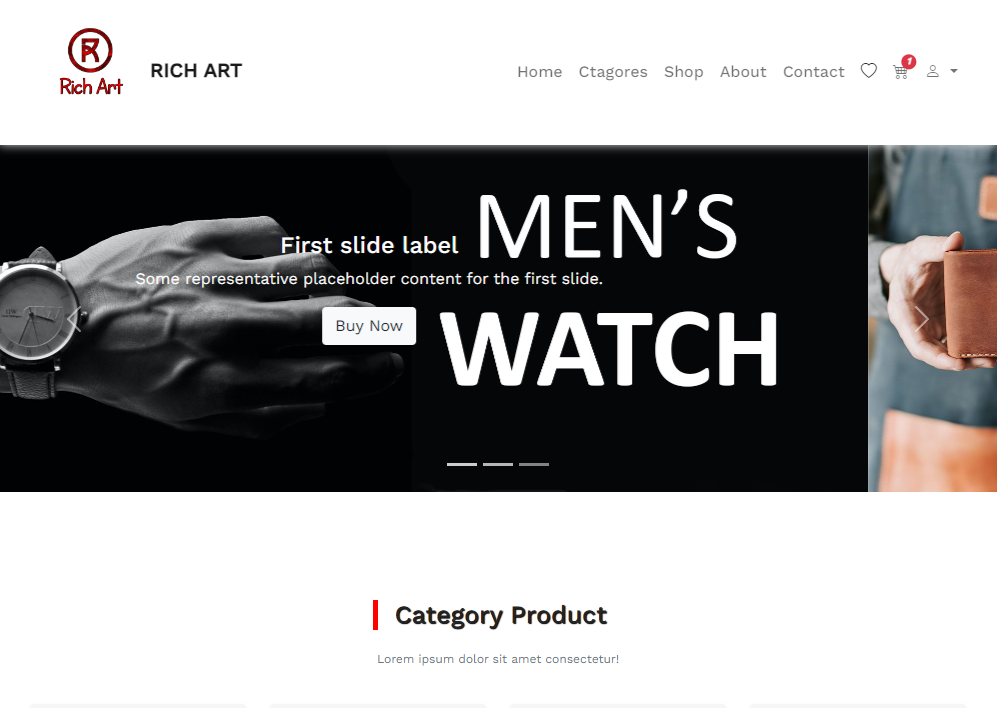 Rich Art
RICH ART
Home Ctagores Shop About Contact
1
MEN'S
First slide label
Some representative placeholder content for the first slide.
Buy Now
WATCH
Category Product
Lorem ipsum dolor sit amet consectetur!